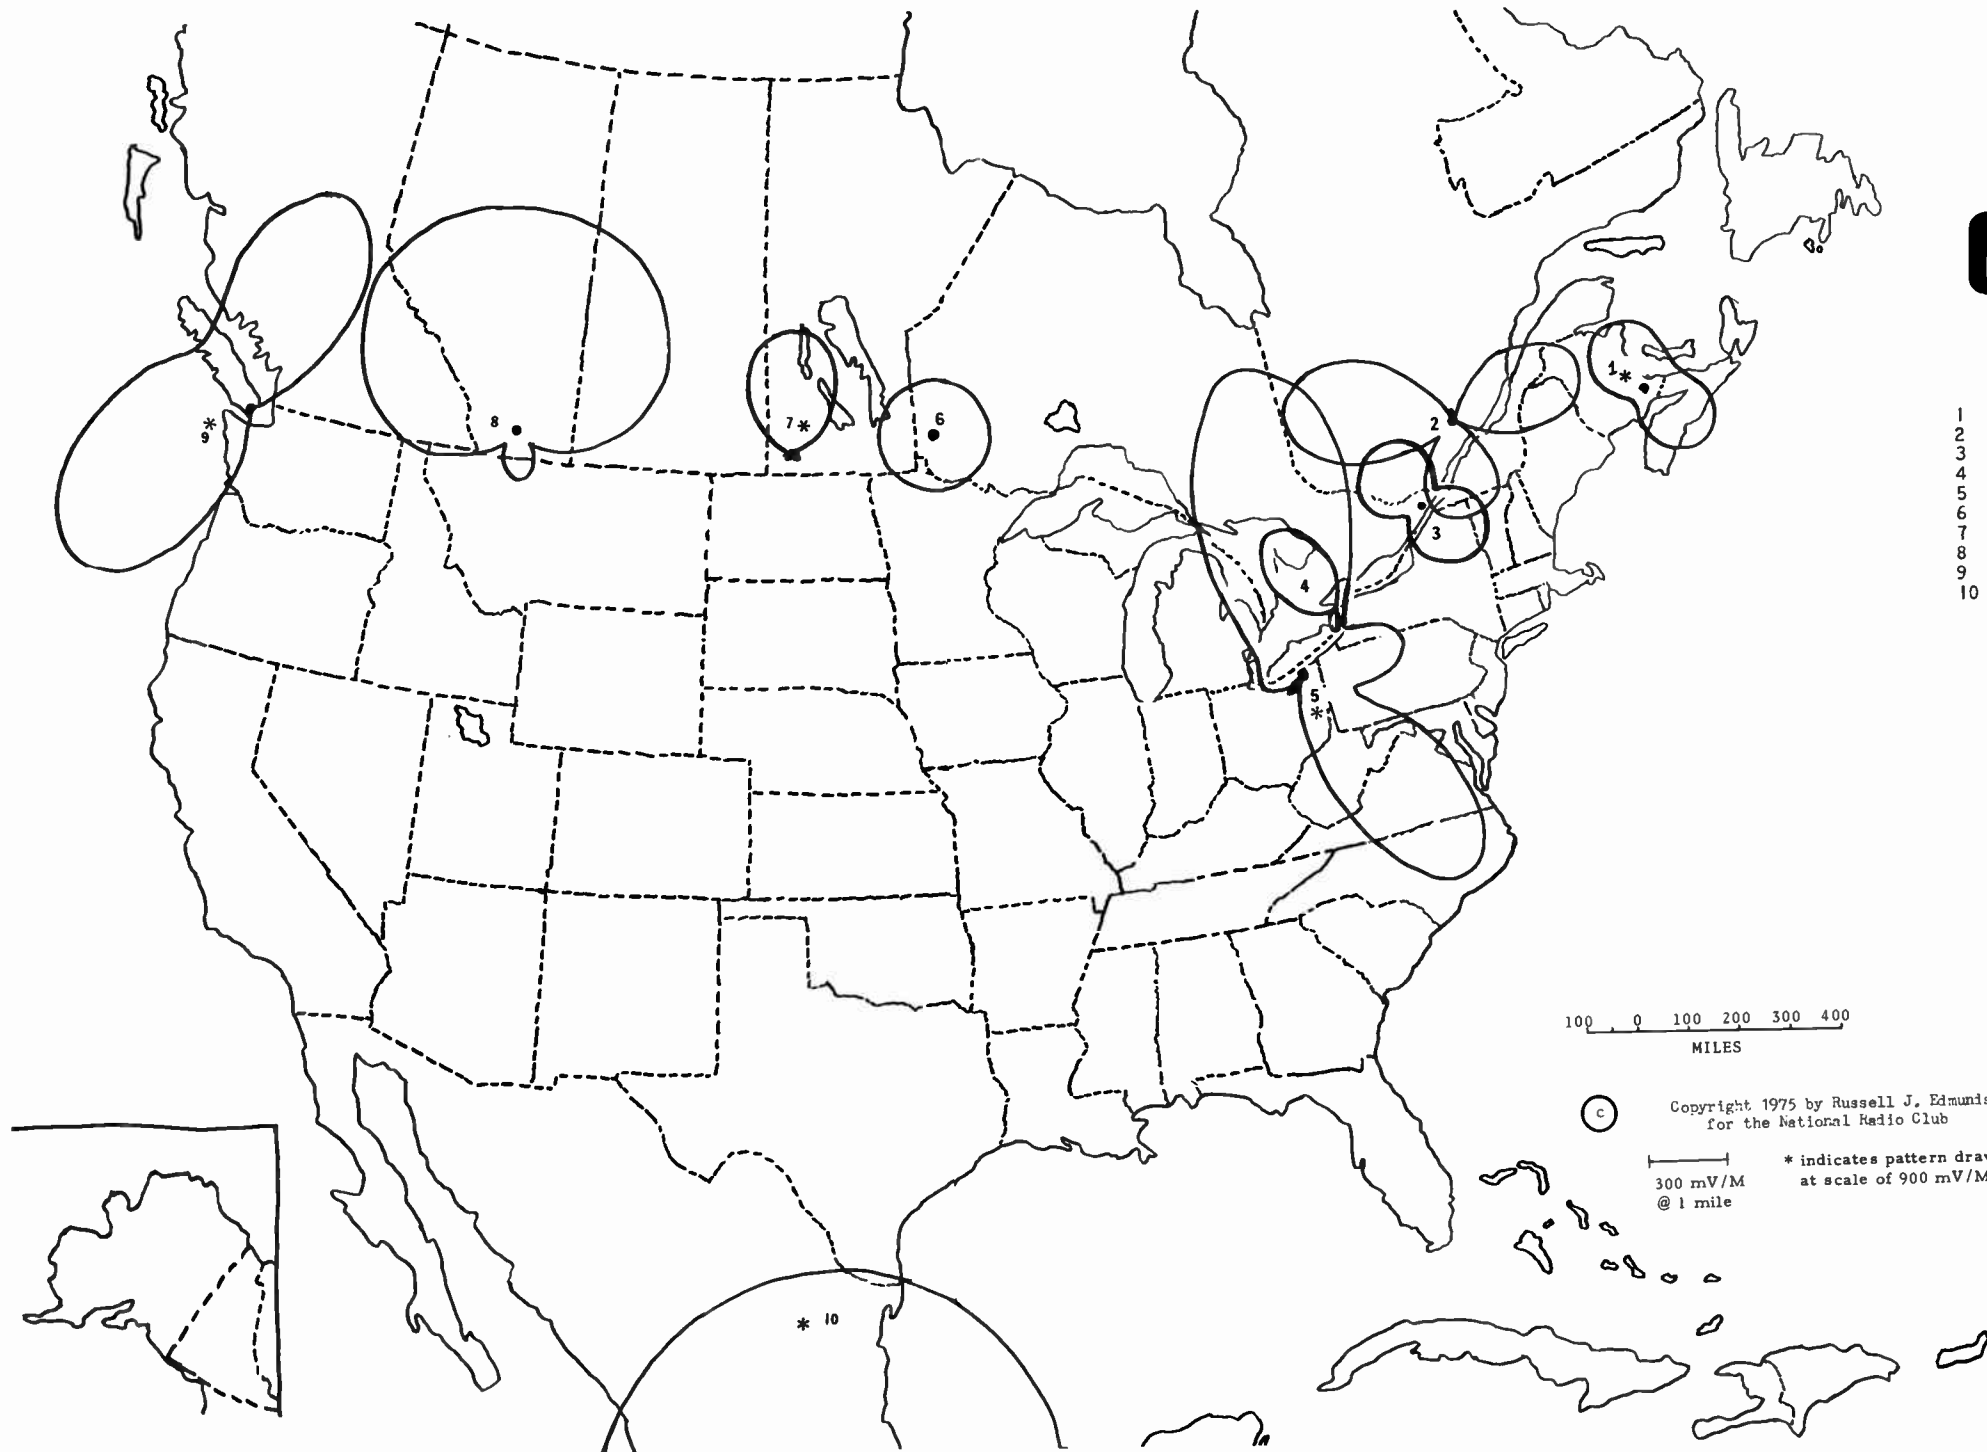 1 *
2
3
4
5
*
6
7 *
8
*
9
* 10
1
2
3
4
5
6
7
8
9
10
100 0 100 200 300 400
MILES
C Copyright 1975 by Russell J. Edmunds
for the National Radio Club
* indicates pattern draw
at scale of 900 mV/M
300 mV/M
@ 1 mile